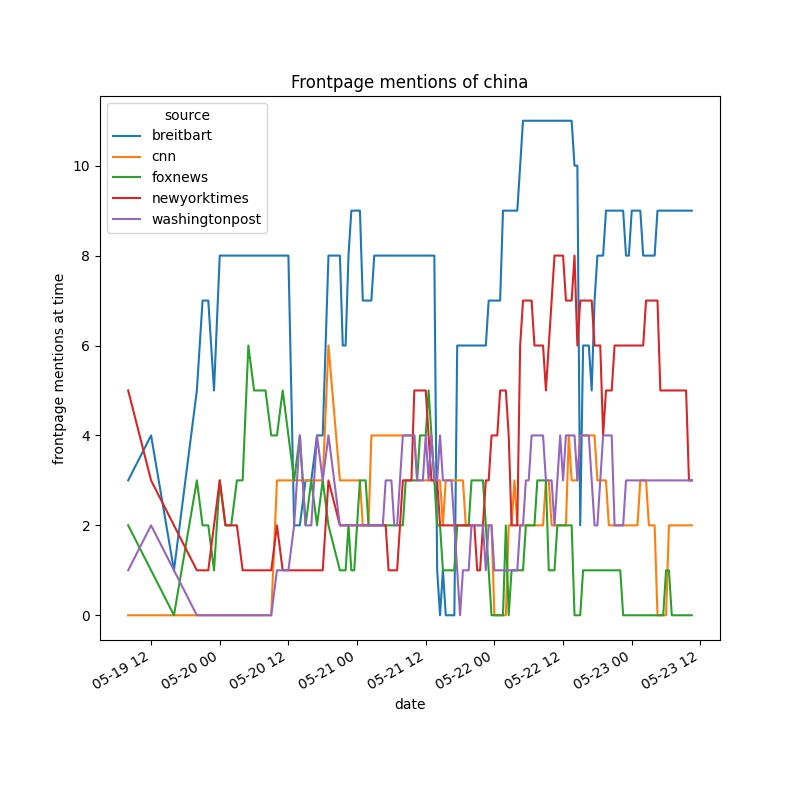 Frontpage mentions of china
source
breitbart
cnn
foxnews
newyorktimes
washingtonpost
frontpage mentions at time
10
8
6
4
2
0
05-19 12
05-20 00
05-20 12
05-21 00
05-21 12
05-22 00
05-22 12
05-23 00
05-23 12
date